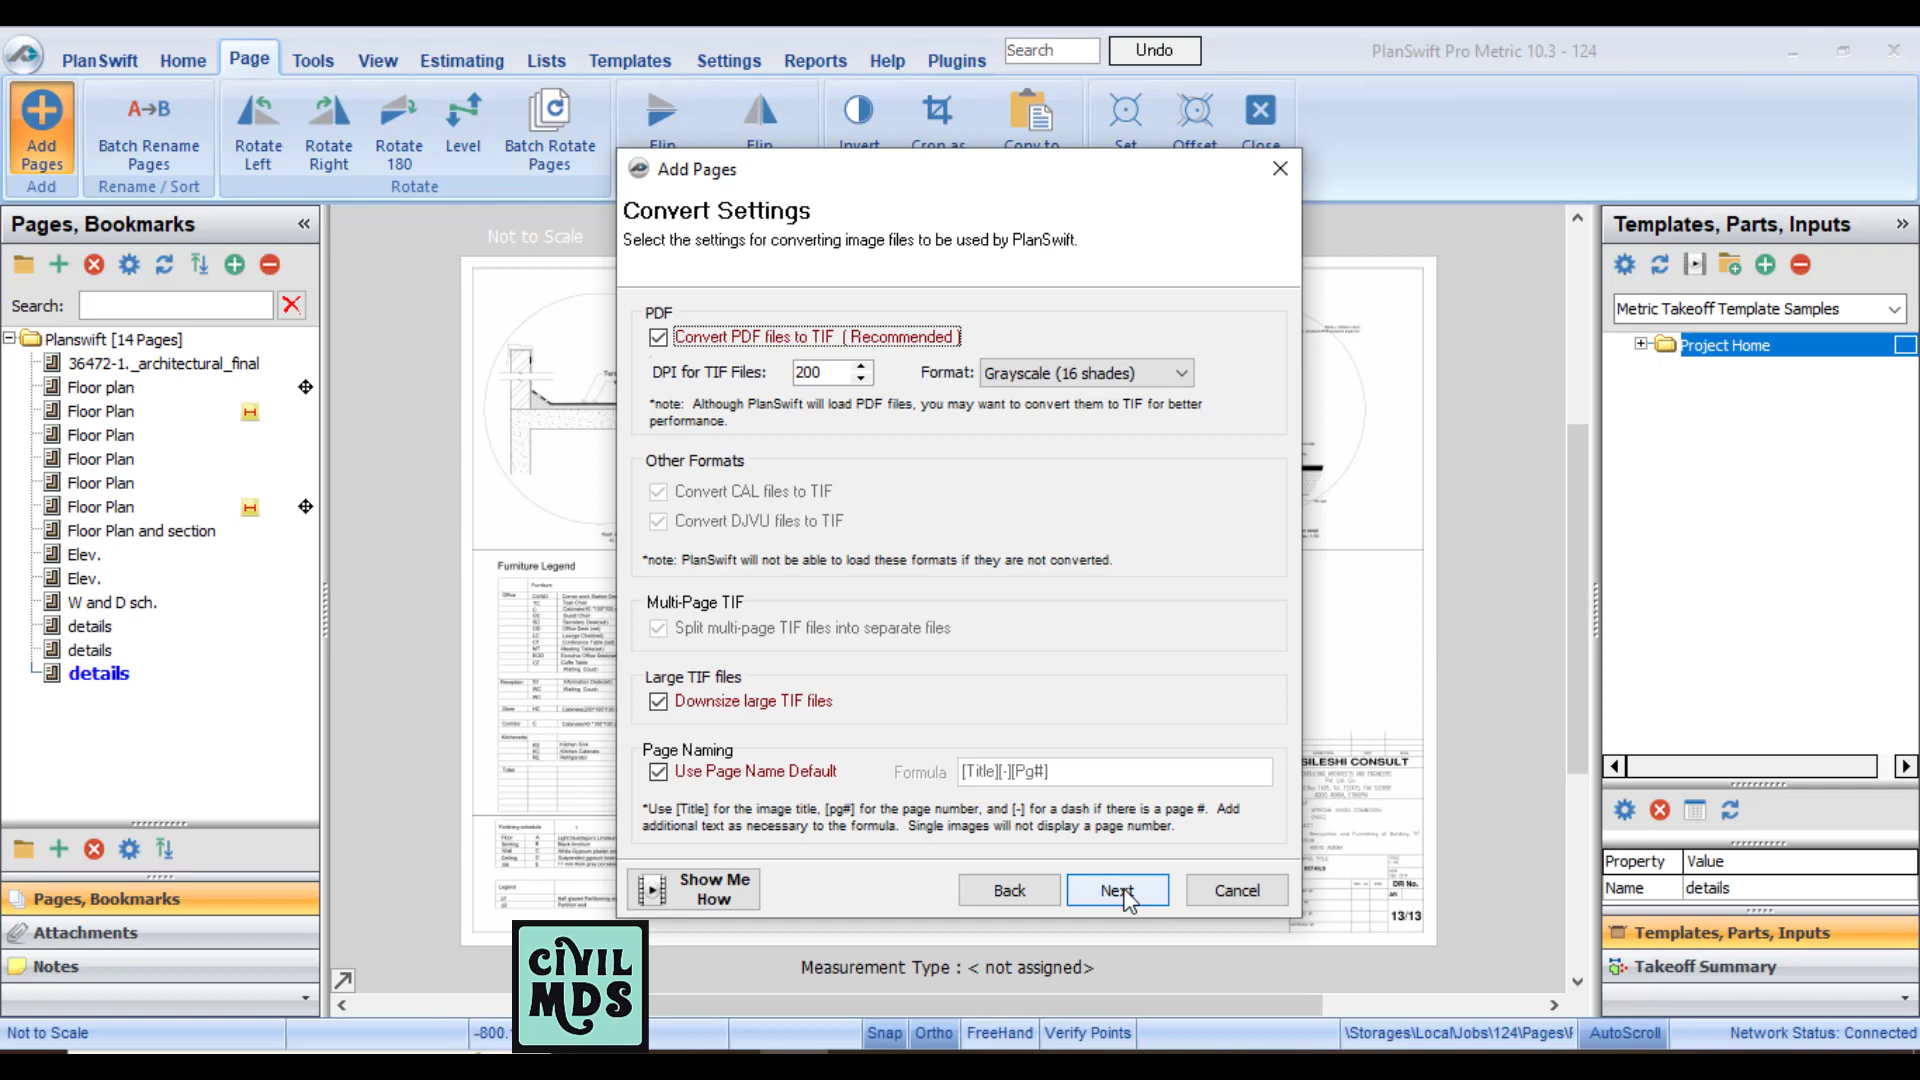 PlanSwift
Home
Page
Tools
View
Estimating
Lists
Templates
Settings
Reports
Help
Plugins
Search
Undo
PlanSwift Pro Metric 10.3 - 124
Add
Pages
A→B
Batch Rename
Pages
Rotate
Left
Rotate
Right
Rotate
180
Level
Batch Rotate
Pages
Flip
Flip
Invert
Crop as
Copy to
Set
Offset
Close
Add
Rename / Sort
Rotate
Pages, Bookmarks
Search:
Planswift [14 Pages]
36472-1._architectural_final
Floor plan
Floor Plan
Floor Plan
Floor Plan
Floor Plan
Floor Plan
Floor Plan and section
Elev.
Elev.
W and D sch.
details
details
details
Pages, Bookmarks
Attachments
Notes
Not to Scale
Furniture Legend
Add Pages
Convert Settings
Select the settings for converting image files to be used by PlanSwift.
PDF
Convert PDF files to TIF ( Recommended )
DPI for TIF Files:
200
Format:
Grayscale (16 shades)
*note: Although PlanSwift will load PDF files, you may want to convert them to TIF for better
performance.
Other Formats
Convert CAL files to TIF
Convert DJVU files to TIF
*note: PlanSwift will not be able to load these formats if they are not converted.
Multi-Page TIF
Split multi-page TIF files into separate files
Large TIF files
Downsize large TIF files
Page Naming
Use Page Name Default
Formula
[Title][-][Pg#]
*Use [Title] for the image title, [pg#] for the page number, and [-] for a dash if there is a page #. Add
additional text as necessary to the formula. Single images will not display a page number.
Show Me
How
Back
Next
Cancel
SILESHI CONSULT
DETAILS
DR No.
13/13
Measurement Type : < not assigned>
CIVIL
MDS
Templates, Parts, Inputs
Metric Takeoff Template Samples
Project Home
Property
Value
Name
details
Templates, Parts, Inputs
Takeoff Summary
Not to Scale
-800.
Snap
Ortho
FreeHand
Verify Points
\Storages\Local\Jobs\124\Pages\F
AutoScroll
Network Status: Connected